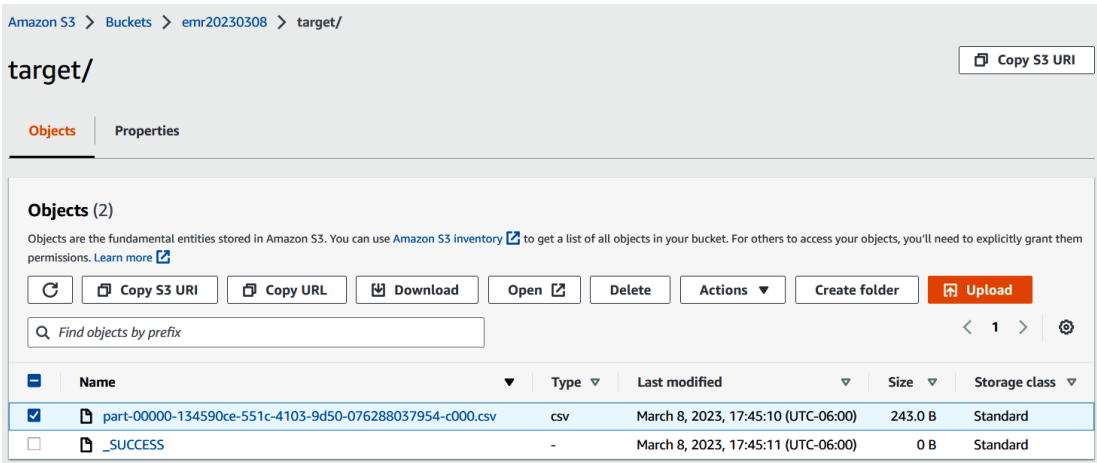 Amazon S3 > Buckets > emr20230308 > target/
target/
Copy S3 URI
Objects Properties
Objects (2)
Objects are the fundamental entities stored in Amazon S3. You can use Amazon S3 inventory to get a list of all objects in your bucket. For others to access your objects, you'll need to explicitly grant them
permissions. Learn more
Copy S3 URI Copy URL Download Open Delete Actions Create folder Upload
Find objects by prefix
< 1 >
Name Type Last modified Size Storage class
part-00000-134590ce-551c-4103-9d50-076288037954-c000.csv csv March 8, 2023, 17:45:10 (UTC-06:00) 243.0 B Standard
_SUCCESS - March 8, 2023, 17:45:11 (UTC-06:00) 0 B Standard